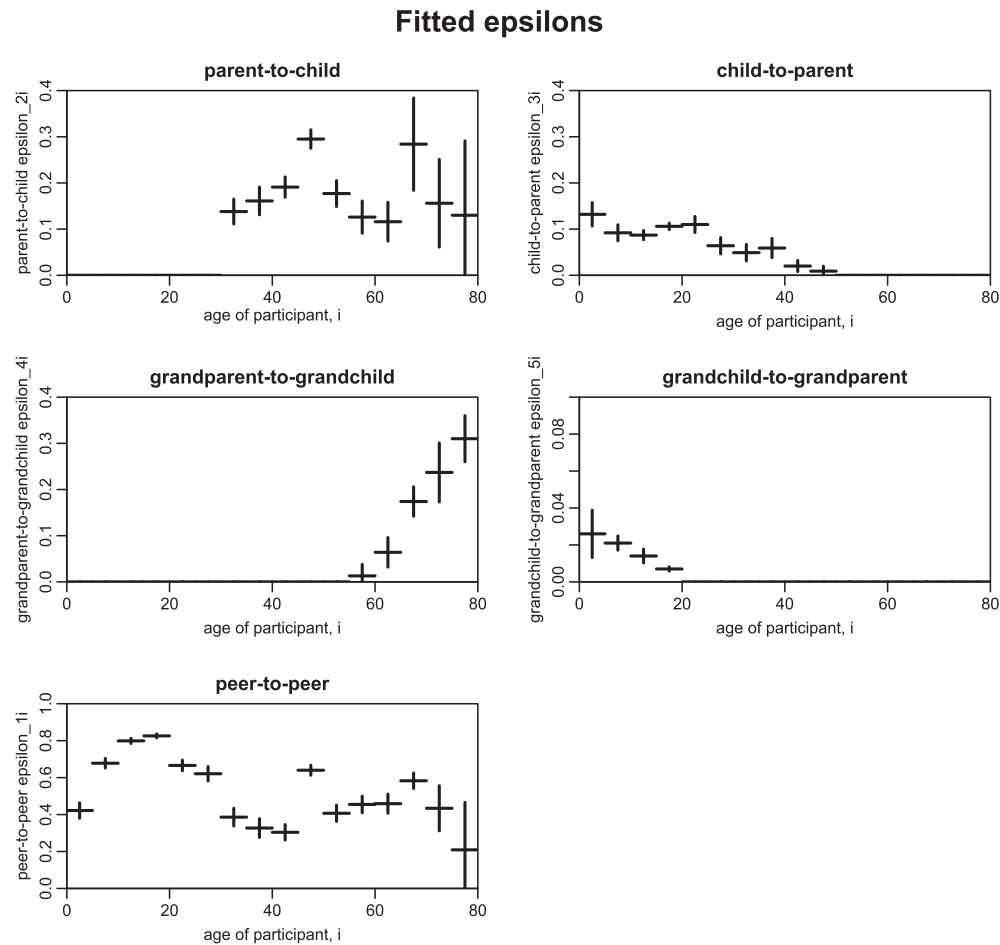 Fitted epsilons
parent-to-child
parent-to-child epsilon_2i
0.0 0.1 0.2 0.3 0.4
0 20 40 60 80
age of participant, i
child-to-parent
child-to-parent epsilon_3i
0.0 0.1 0.2 0.3 0.4
0 20 40 60 80
age of participant, i
grandparent-to-grandchild
grandparent-to-grandchild epsilon_4i
0.0 0.1 0.2 0.3 0.4
0 20 40 60 80
age of participant, i
grandchild-to-grandparent
grandchild-to-grandparent epsilon_5i
0.00 0.04 0.08
0 20 40 60 80
age of participant, i
peer-to-peer
peer-to-peer epsilon_1i
0.0 0.2 0.4 0.6 0.8 1.0
0 20 40 60 80
age of participant, i